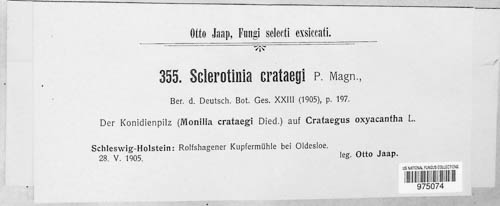 Otto Jaap, Fungi selecti exsiccati.
355. Sclerotinia crataegi P. Magn.,
Ber. d. Deutsch. Bot. Ges. XXIII (1905), p. 197.
Der Konidienpilz (Monilia crataegi Died.) auf Crataegus oxyacantha L.
Schleswig-Holstein: Rolfshagener Kupfermühle bei Oldesloe.
28. V. 1905.
leg. Otto Jaap.
US NATIONAL FUNGUS COLLECTIONS
975074